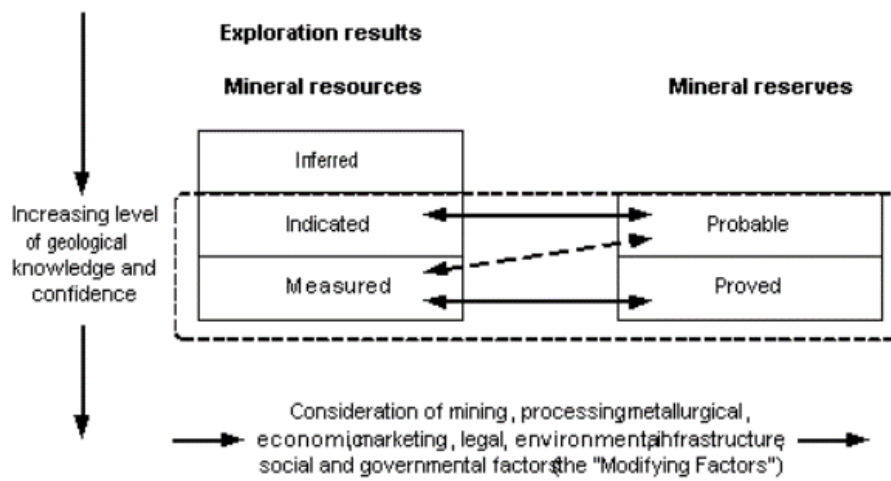 Exploration results
Mineral resources
Mineral reserves
Inferred
Indicated
Probable
Measured
Proved
Increasing level
of geological
knowledge and
confidence
Consideration of mining, processing,metallurgical,
economic,marketing, legal, environmental,infrastructure,
social and governmental factors(the "Modifying Factors")